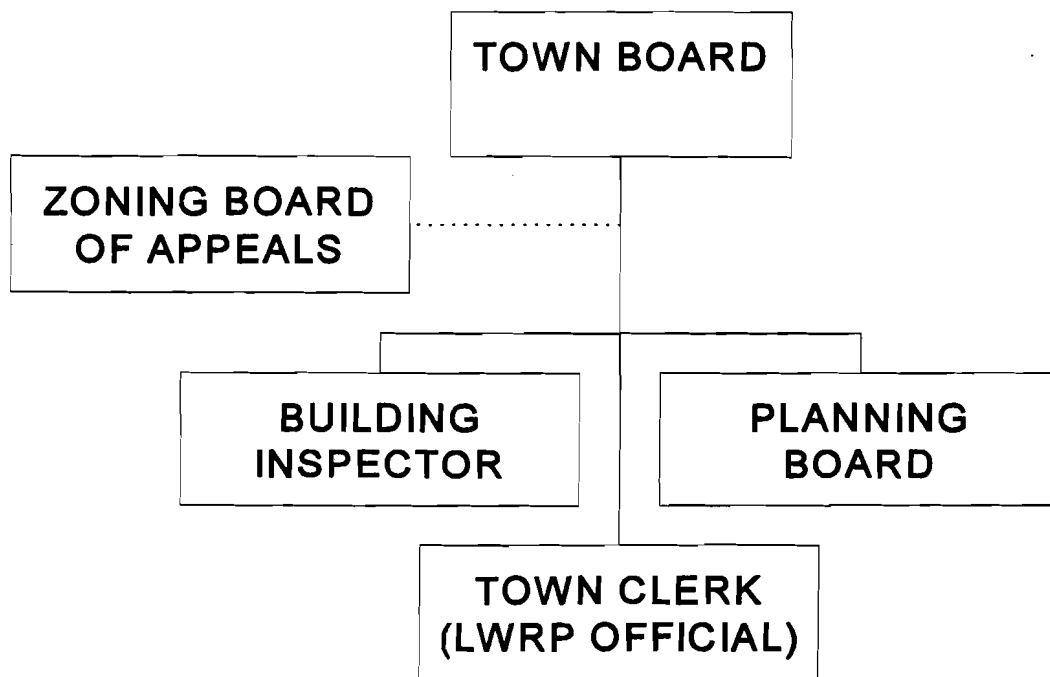 TOWN BOARD
ZONING BOARD
OF APPEALS
BUILDING
INSPECTOR
PLANNING
BOARD
TOWN CLERK
(LWRP OFFICIAL)